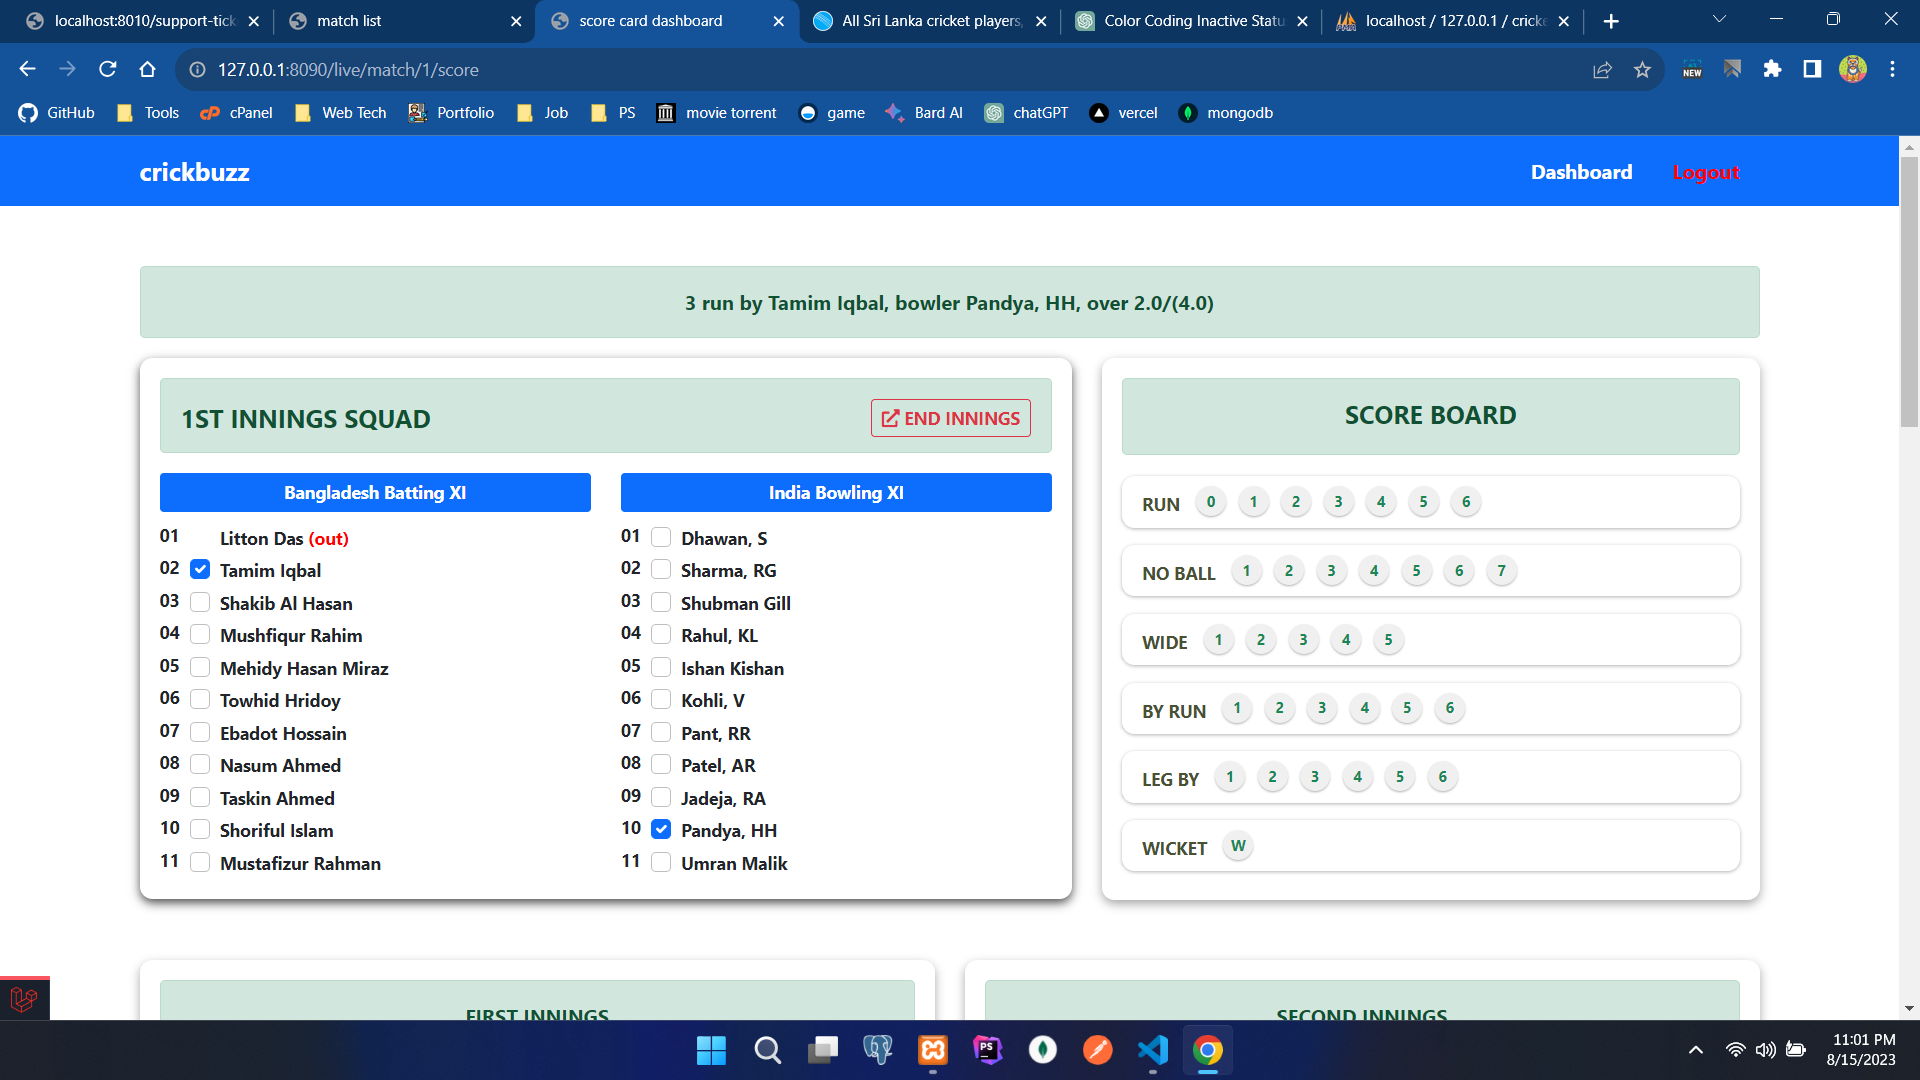 localhost:8010/support-tick
match list
score card dashboard
All Sri Lanka cricket players,
Color Coding Inactive Statu
localhost / 127.0.0.1 / cricke
127.0.0.1:8090/live/match/1/score
NEW
GitHub
Tools
cPanel
Web Tech
Portfolio
Job
PS
movie torrent
game
Bard AI
chatGPT
vercel
mongodb
crickbuzz
Dashboard
Logout
3 run by Tamim Iqbal, bowler Pandya, HH, over 2.0/(4.0)
1ST INNINGS SQUAD
END INNINGS
Bangladesh Batting XI
01 Litton Das (out)
02 Tamim Iqbal
03 Shakib Al Hasan
04 Mushfiqur Rahim
05 Mehidy Hasan Miraz
06 Towhid Hridoy
07 Ebadot Hossain
08 Nasum Ahmed
09 Taskin Ahmed
10 Shoriful Islam
11 Mustafizur Rahman
India Bowling XI
01 Dhawan, S
02 Sharma, RG
03 Shubman Gill
04 Rahul, KL
05 Ishan Kishan
06 Kohli, V
07 Pant, RR
08 Patel, AR
09 Jadeja, RA
10 Pandya, HH
11 Umran Malik
SCORE BOARD
RUN 0 1 2 3 4 5 6
NO BALL 1 2 3 4 5 6 7
WIDE 1 2 3 4 5
BY RUN 1 2 3 4 5 6
LEG BY 1 2 3 4 5 6
WICKET W
FIRST INNINGS
SECOND INNINGS
PS
11:01 PM
8/15/2023